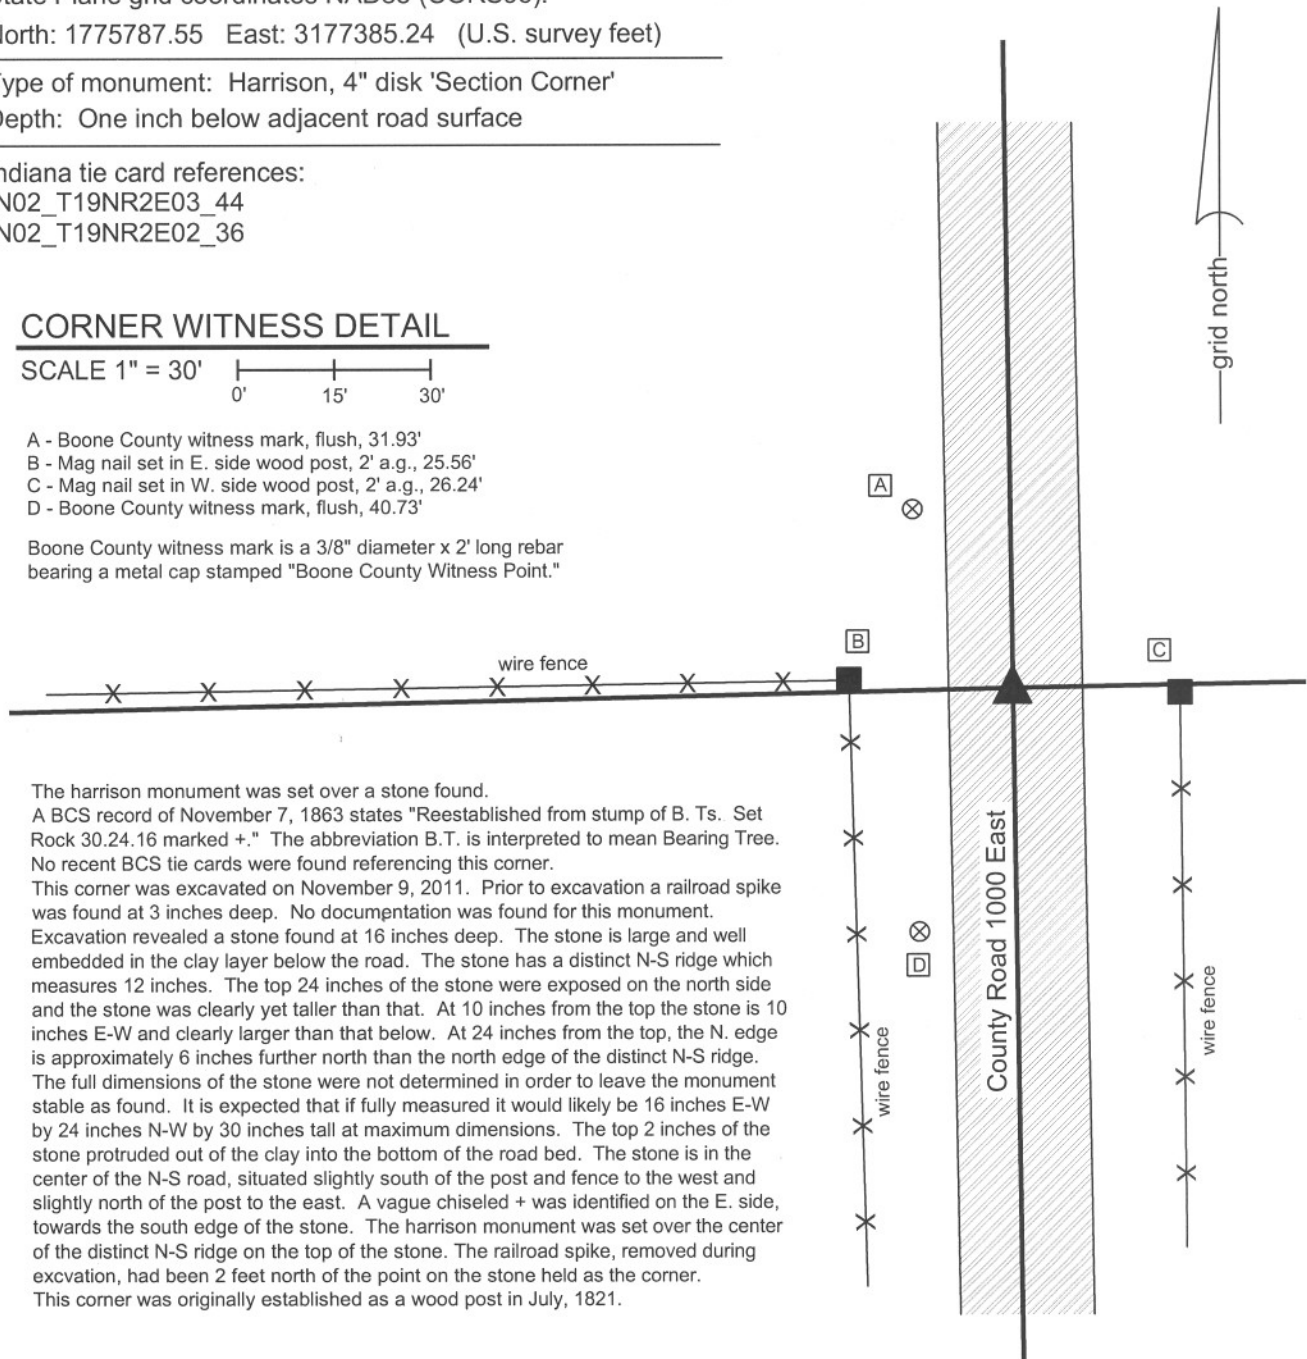 North: 1775787.55 East: 3177385.24 (U.S. survey feet)
Type of monument: Harrison, 4" disk 'Section Corner'
Depth: One inch below adjacent road surface
Indiana tie card references:
N02_T19NR2E03_44
N02_T19NR2E02_36
grid north
CORNER WITNESS DETAIL
SCALE 1" = 30'
0' 15' 30'
A - Boone County witness mark, flush, 31.93'
B - Mag nail set in E. side wood post, 2' a.g., 25.56'
C - Mag nail set in W. side wood post, 2' a.g., 26.24'
D - Boone County witness mark, flush, 40.73'
Boone County witness mark is a 3/8" diameter x 2' long rebar
bearing a metal cap stamped "Boone County Witness Point."
A
B
C
wire fence
The harrison monument was set over a stone found.
A BCS record of November 7, 1863 states "Reestablished from stump of B. Ts. Set
Rock 30.24.16 marked +." The abbreviation B.T. is interpreted to mean Bearing Tree.
No recent BCS tie cards were found referencing this corner.
This corner was excavated on November 9, 2011. Prior to excavation a railroad spike
was found at 3 inches deep. No documentation was found for this monument.
Excavation revealed a stone found at 16 inches deep. The stone is large and well
embedded in the clay layer below the road. The stone has a distinct N-S ridge which
measures 12 inches. The top 24 inches of the stone were exposed on the north side
and the stone was clearly yet taller than that. At 10 inches from the top the stone is 10
inches E-W and clearly larger than that below. At 24 inches from the top, the N. edge
is approximately 6 inches further north than the north edge of the distinct N-S ridge.
The full dimensions of the stone were not determined in order to leave the monument
stable as found. It is expected that if fully measured it would likely be 16 inches E-W
by 24 inches N-W by 30 inches tall at maximum dimensions. The top 2 inches of the
stone protruded out of the clay into the bottom of the road bed. The stone is in the
center of the N-S road, situated slightly south of the post and fence to the west and
slightly north of the post to the east. A vague chiseled + was identified on the E. side,
towards the south edge of the stone. The harrison monument was set over the center
of the distinct N-S ridge on the top of the stone. The railroad spike, removed during
excvation, had been 2 feet north of the point on the stone held as the corner.
This corner was originally established as a wood post in July, 1821.
D
wire fence
County Road 1000 East
wire fence